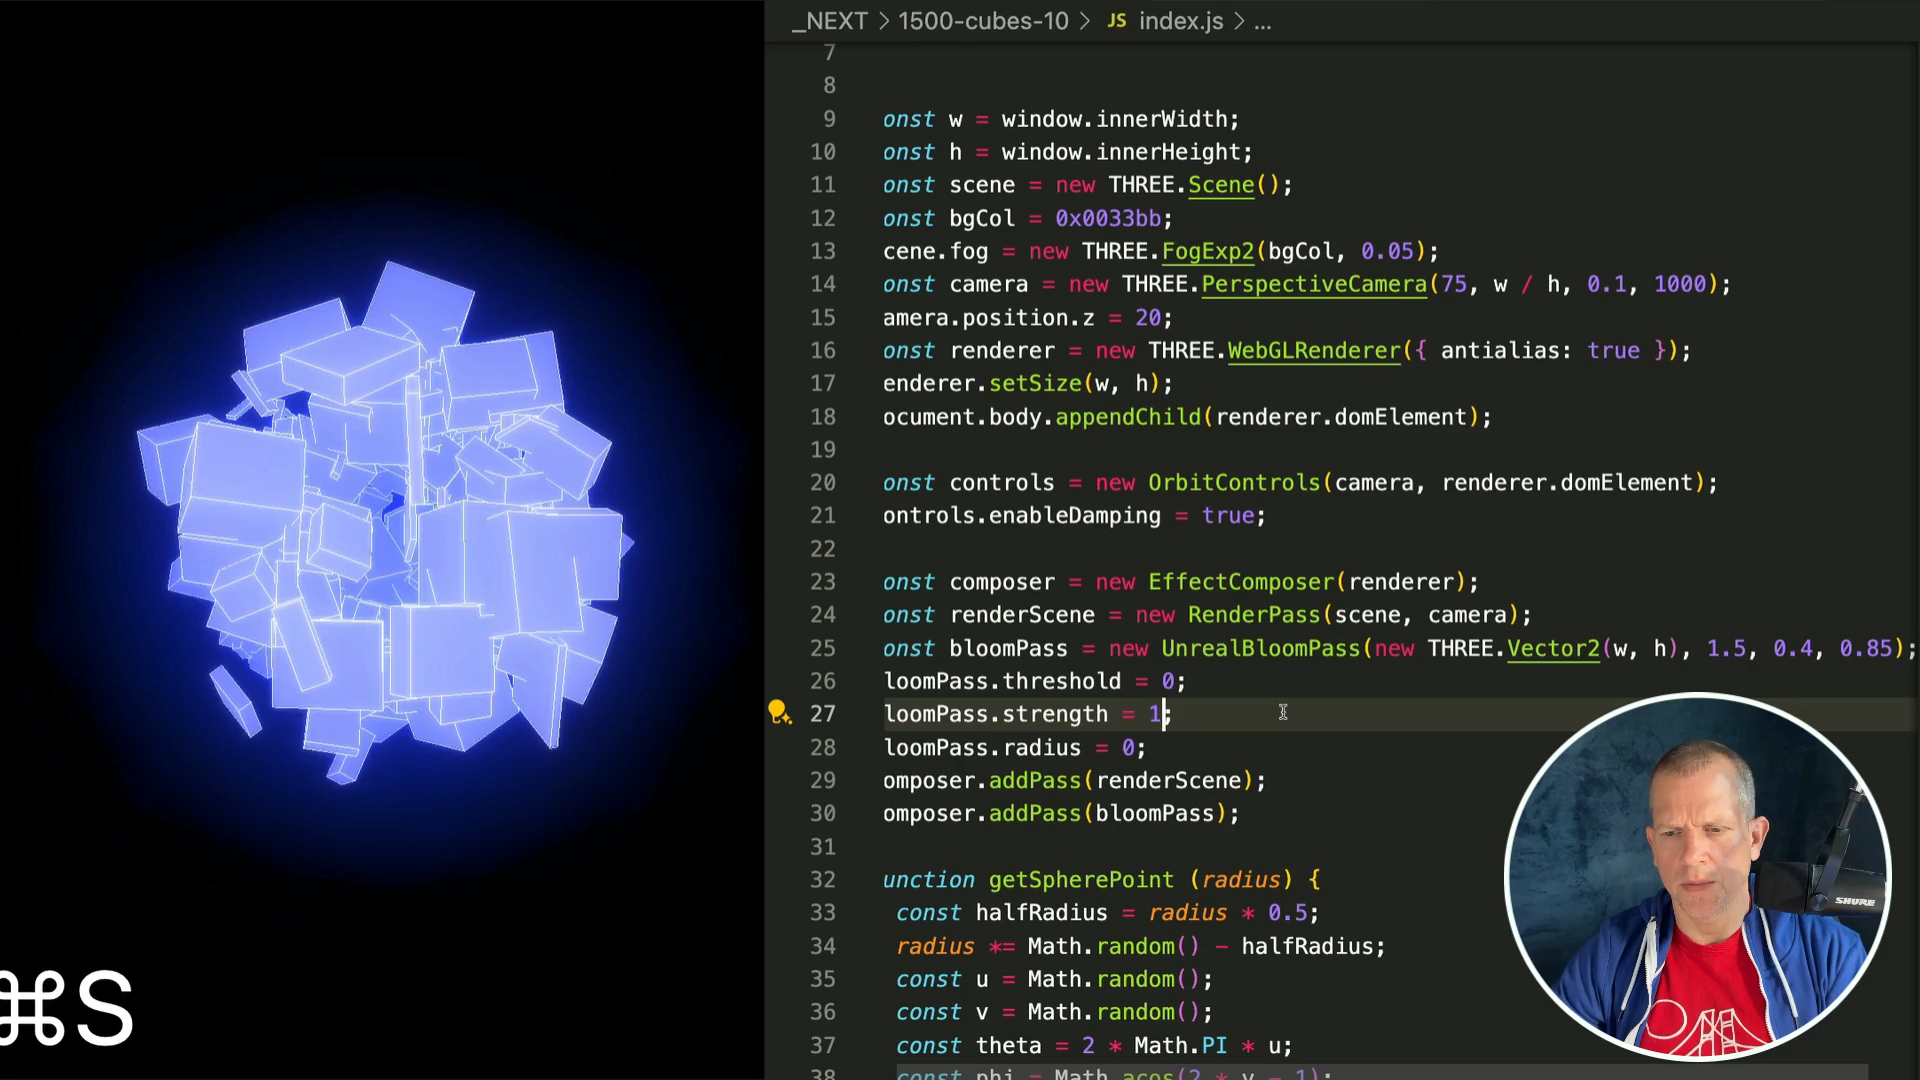 _NEXT > 1500-cubes-10 > JS index.js > ...
7
8
9 onst w = window.innerWidth;
10 onst h = window.innerHeight;
11 onst scene = new THREE.Scene();
12 onst bgCol = 0x0033bb;
13 cene.fog = new THREE.FogExp2(bgCol, 0.05);
14 onst camera = new THREE.PerspectiveCamera(75, w / h, 0.1, 1000);
15 amera.position.z = 20;
16 onst renderer = new THREE.WebGLRenderer({ antialias: true });
17 enderer.setSize(w, h);
18 ocument.body.appendChild(renderer.domElement);
19
20 onst controls = new OrbitControls(camera, renderer.domElement);
21 ontrols.enableDamping = true;
22
23 onst composer = new EffectComposer(renderer);
24 onst renderScene = new RenderPass(scene, camera);
25 onst bloomPass = new UnrealBloomPass(new THREE.Vector2(w, h), 1.5, 0.4, 0.85);
26 loomPass.threshold = 0;
27 loomPass.strength = 1;
28 loomPass.radius = 0;
29 omposer.addPass(renderScene);
30 omposer.addPass(bloomPass);
31
32 unction getSpherePoint (radius) {
33 const halfRadius = radius * 0.5;
34 radius *= Math.random() - halfRadius;
35 const u = Math.random();
36 const v = Math.random();
37 const theta = 2 * Math.PI * u;
38 const phi = Math.acos(2 * v - 1);
⌘S
SHURE